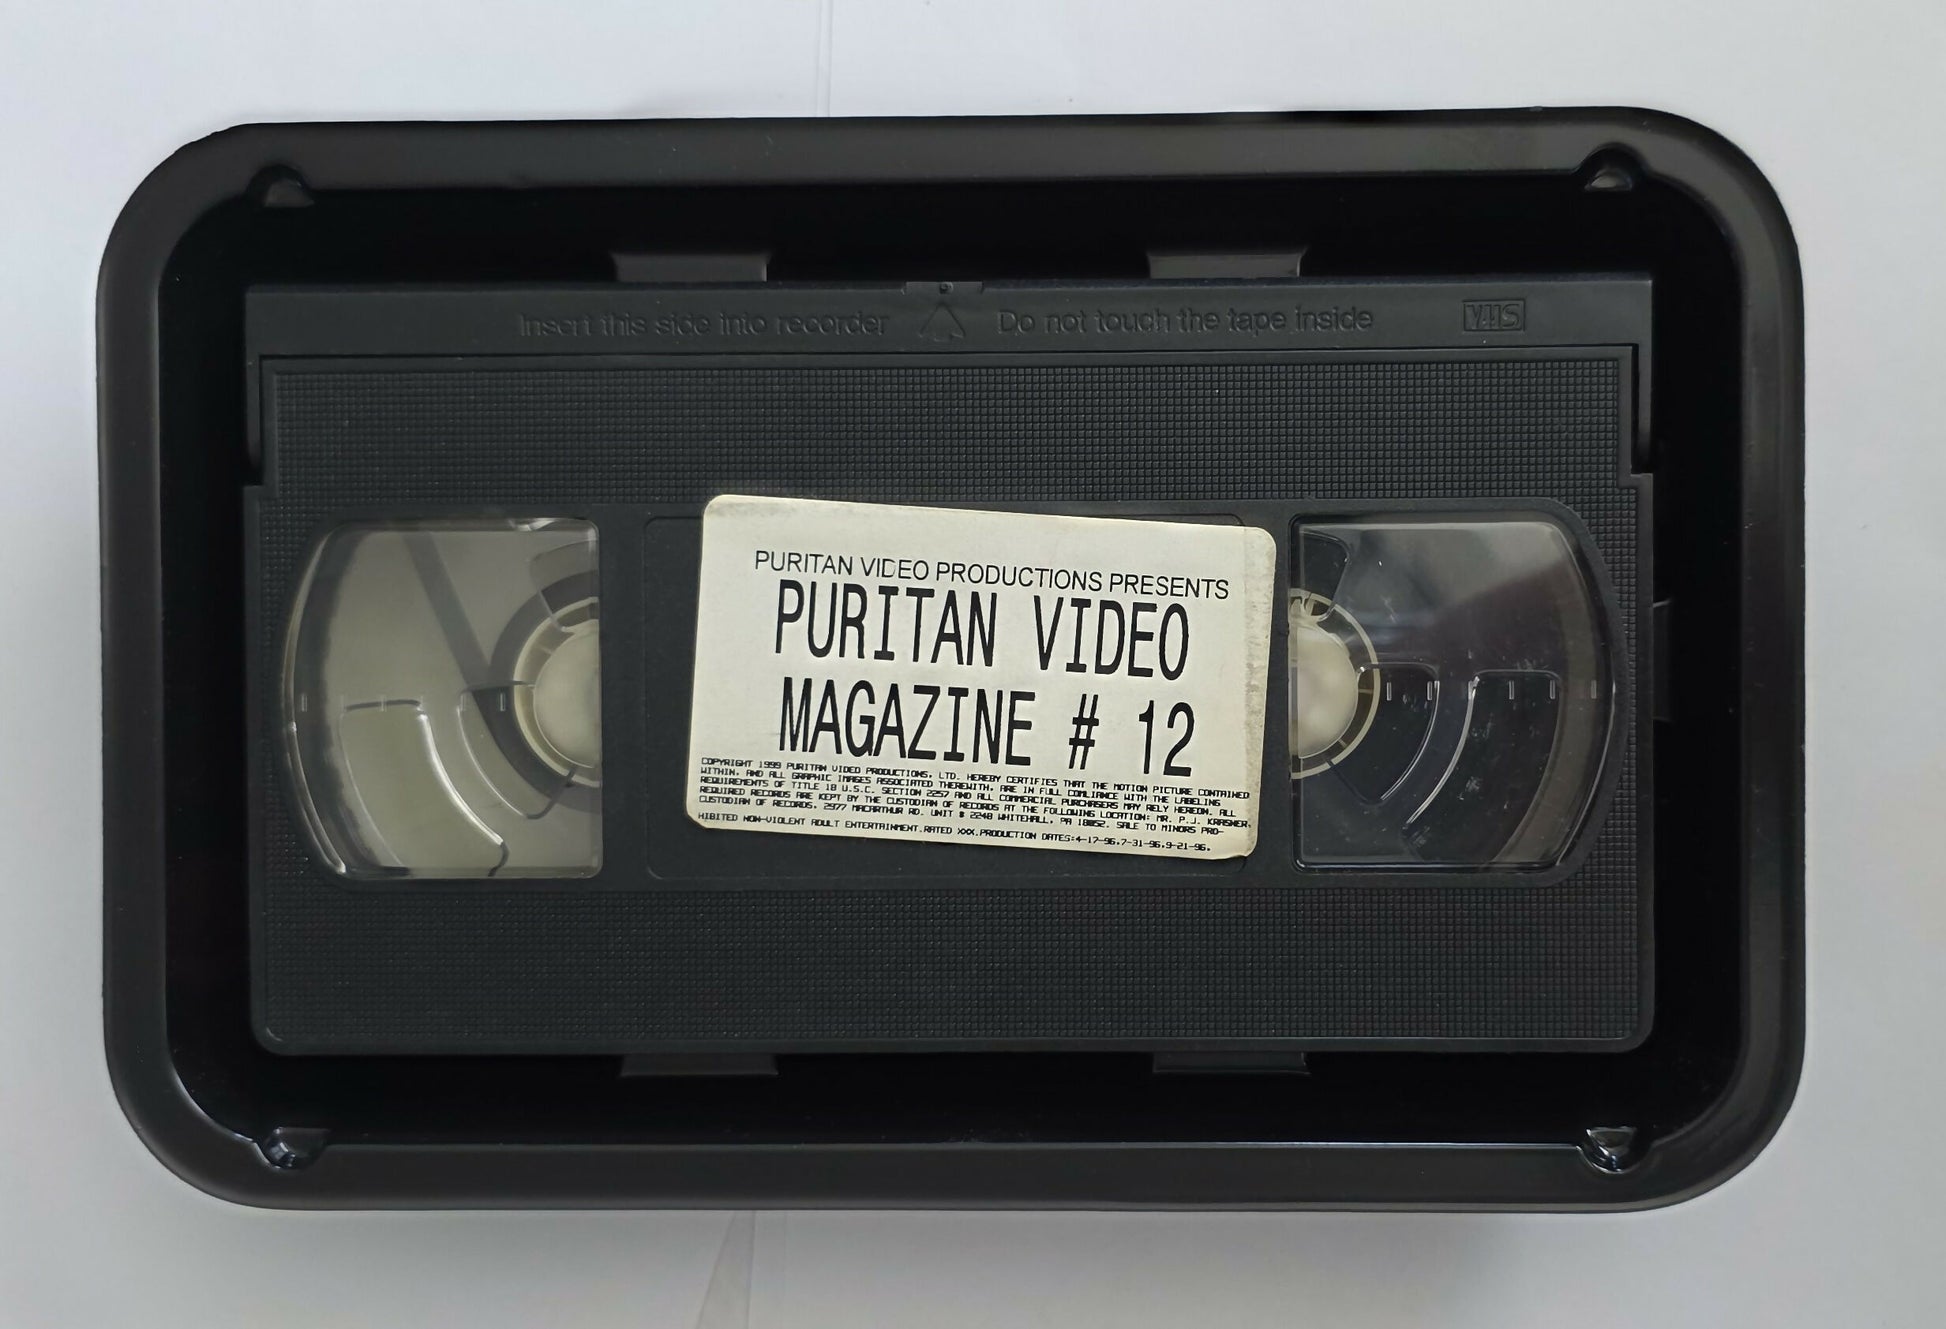 Insert this side into recorder Do not touch the tape inside VHS
PURITAN VIDEO PRODUCTIONS PRESENTS
PURITAN VIDEO
MAGAZINE # 12
COPYRIGHT 1999 PURITAN VIDEO PRODUCTIONS, LTD. HEREBY CERTIFIES THAT THE MOTION PICTURE CONTAINED
WITHIN, AND ALL GRAPHIC IMAGES ASSOCIATED THEREWITH, ARE IN FULL COMLIANCE WITH THE LABELING
REQUIREMENTS OF TITLE 18 U.S.C. SECTION 2257 AND ALL COMMERCIAL PURCHASERS MAY RELY HEREON. ALL
REQUIRED RECORDS ARE KEPT BY THE CUSTODIAN OF RECORDS AT THE FOLLOWING LOCATION: MR. P.J. KRASNER,
CUSTODIAN OF RECORDS, 2977 MACARTHUR RD. UNIT # 2248 WHITEHALL, PA 18052. SALE TO MINORS PRO-
HIBITED NON-VIOLENT ADULT ENTERTAINMENT.RATED XXX.PRODUCTION DATES:4-17-96,7-31-96,9-21-96.